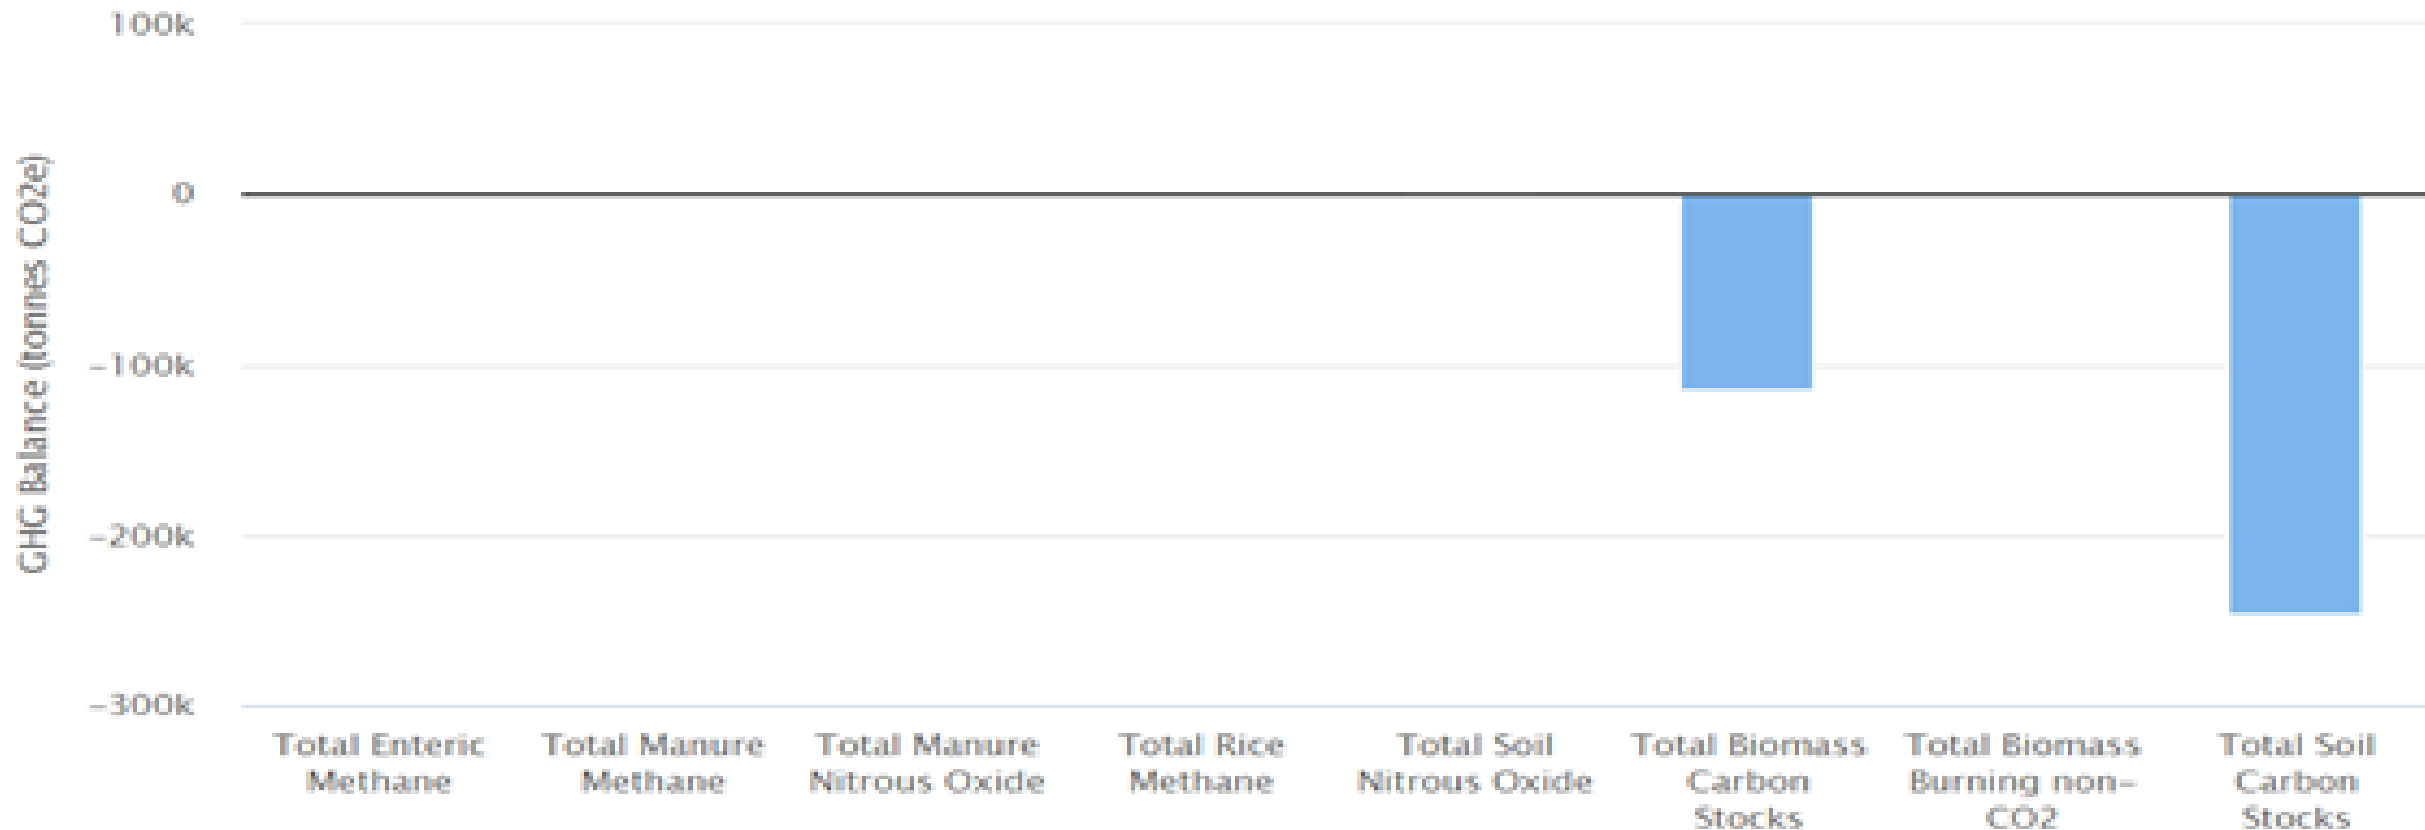 GHG Balance (tonnes CO2e)
100k
0
-100k
-200k
-300k
Total Enteric
Methane
Total Manure
Methane
Total Manure
Nitrous Oxide
Total Rice
Methane
Total Soil
Nitrous Oxide
Total Biomass
Carbon
Stocks
Total Biomass
Burning non-
CO2
Total Soil
Carbon
Stocks